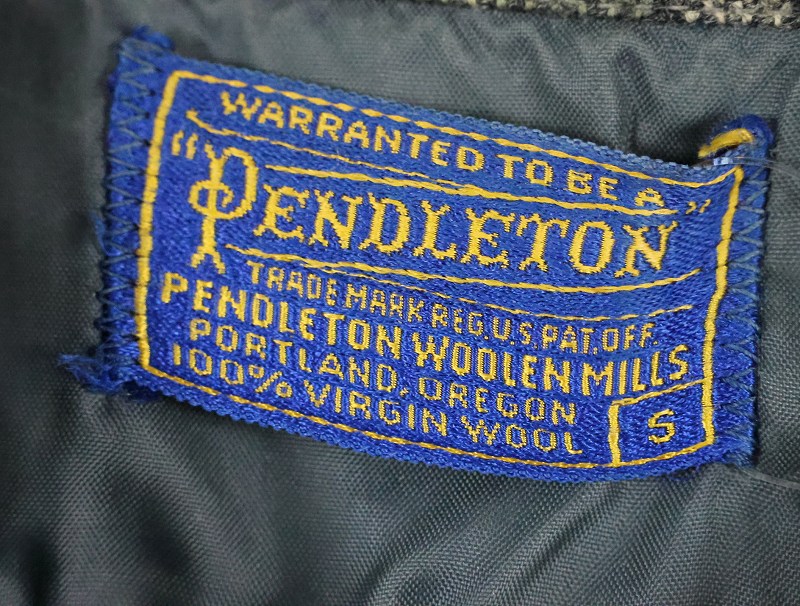 WARRANTED TO BE A
"PENDLETON"
TRADE MARK REG.U.S.PAT.OFF.
PENDLETON WOOLEN MILLS
PORTLAND, OREGON
100% VIRGIN WOOL
S